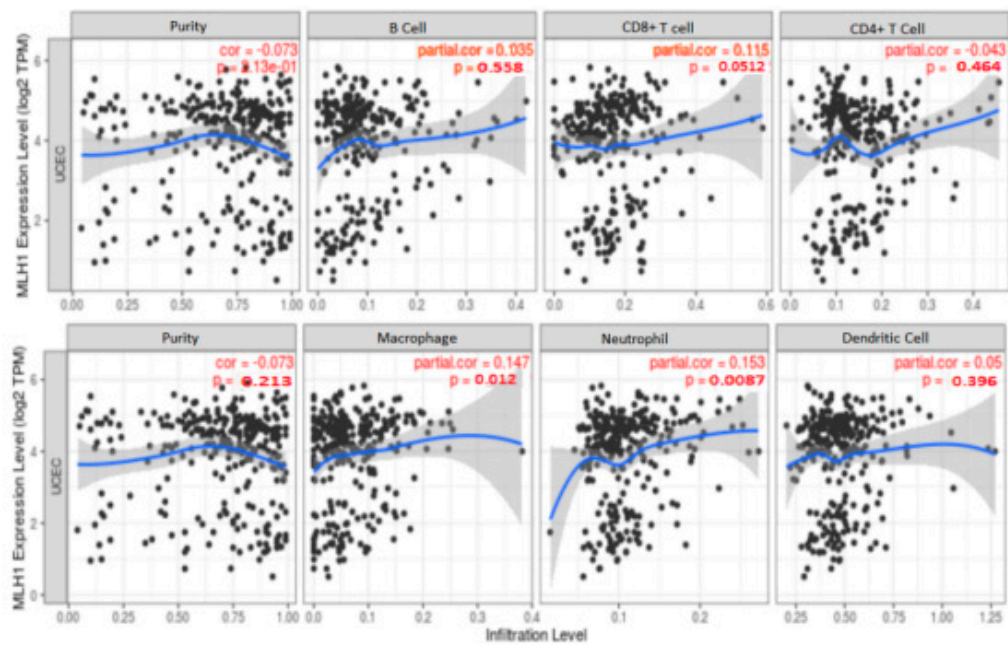 Purity
B Cell
CD8+ T cell
CD4+ T Cell
cor = -0.073
p = 2.13e-01
partial.cor = 0.035
p = 0.558
partial.cor = 0.115
p = 0.0512
partial.cor = -0.043
p = 0.464
MLH1 Expression Level (log2 TPM)
UCEC
6
4
2
0.00 0.25 0.50 0.75 1.00
0.0 0.1 0.2 0.3 0.4
0.0 0.2 0.4 0.6
0.0 0.1 0.2 0.3 0.4
Purity
Macrophage
Neutrophil
Dendritic Cell
cor = -0.073
p = 0.213
partial.cor = 0.147
p = 0.012
partial.cor = 0.153
p = 0.0087
partial.cor = 0.05
p = 0.396
MLH1 Expression Level (log2 TPM)
UCEC
6
4
2
0
0.00 0.25 0.50 0.75 1.00
0.0 0.1 0.2 0.3 0.4
0.1 0.2
0.25 0.50 0.75 1.00 1.25
Infiltration Level